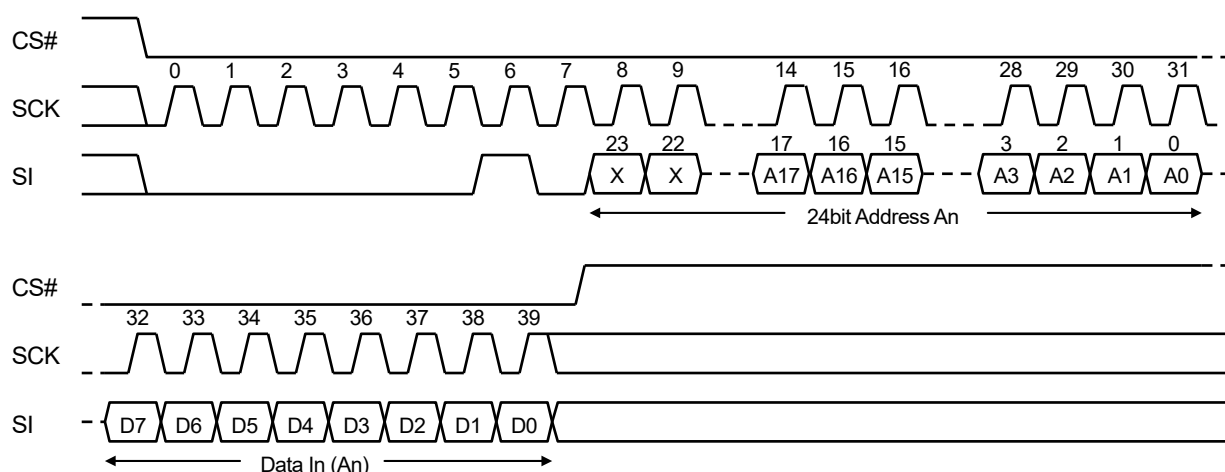 CS#
0 1 2 3 4 5 6 7 8 9 14 15 16 28 29 30 31
SCK
23 22 17 16 15 3 2 1 0
SI X X A17 A16 A15 A3 A2 A1 A0
24bit Address An
CS#
32 33 34 35 36 37 38 39
SCK
SI D7 D6 D5 D4 D3 D2 D1 D0
Data In (An)